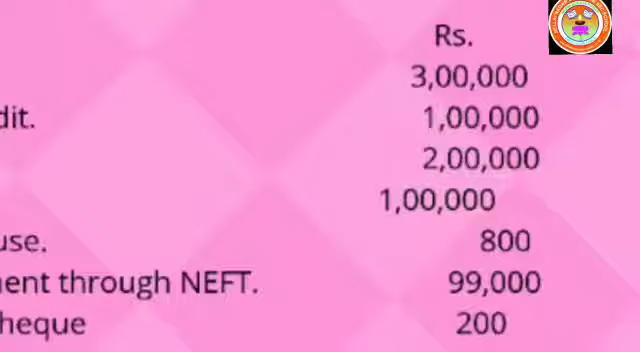 Rs.
3,00,000
dit. 1,00,000
2,00,000
1,00,000
use. 800
ent through NEFT. 99,000
heque 200